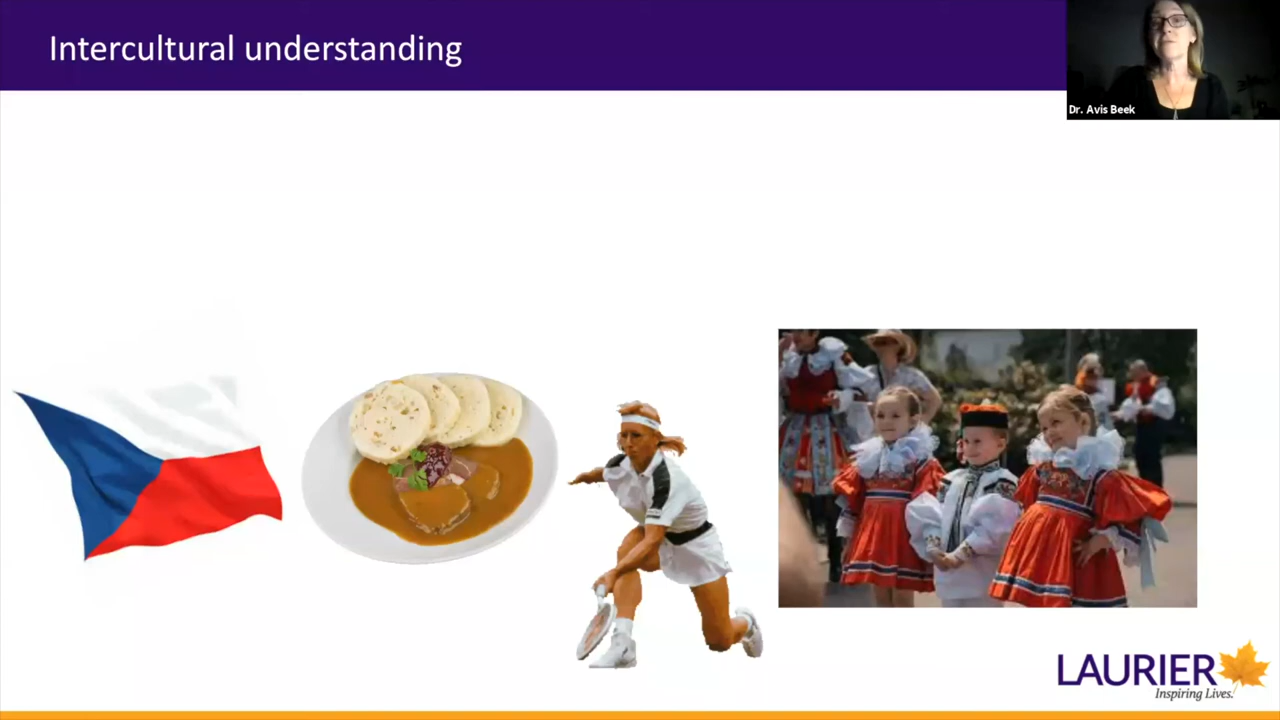 Intercultural understanding
Dr. Avis Beek
LAURIER
Inspiring Lives.